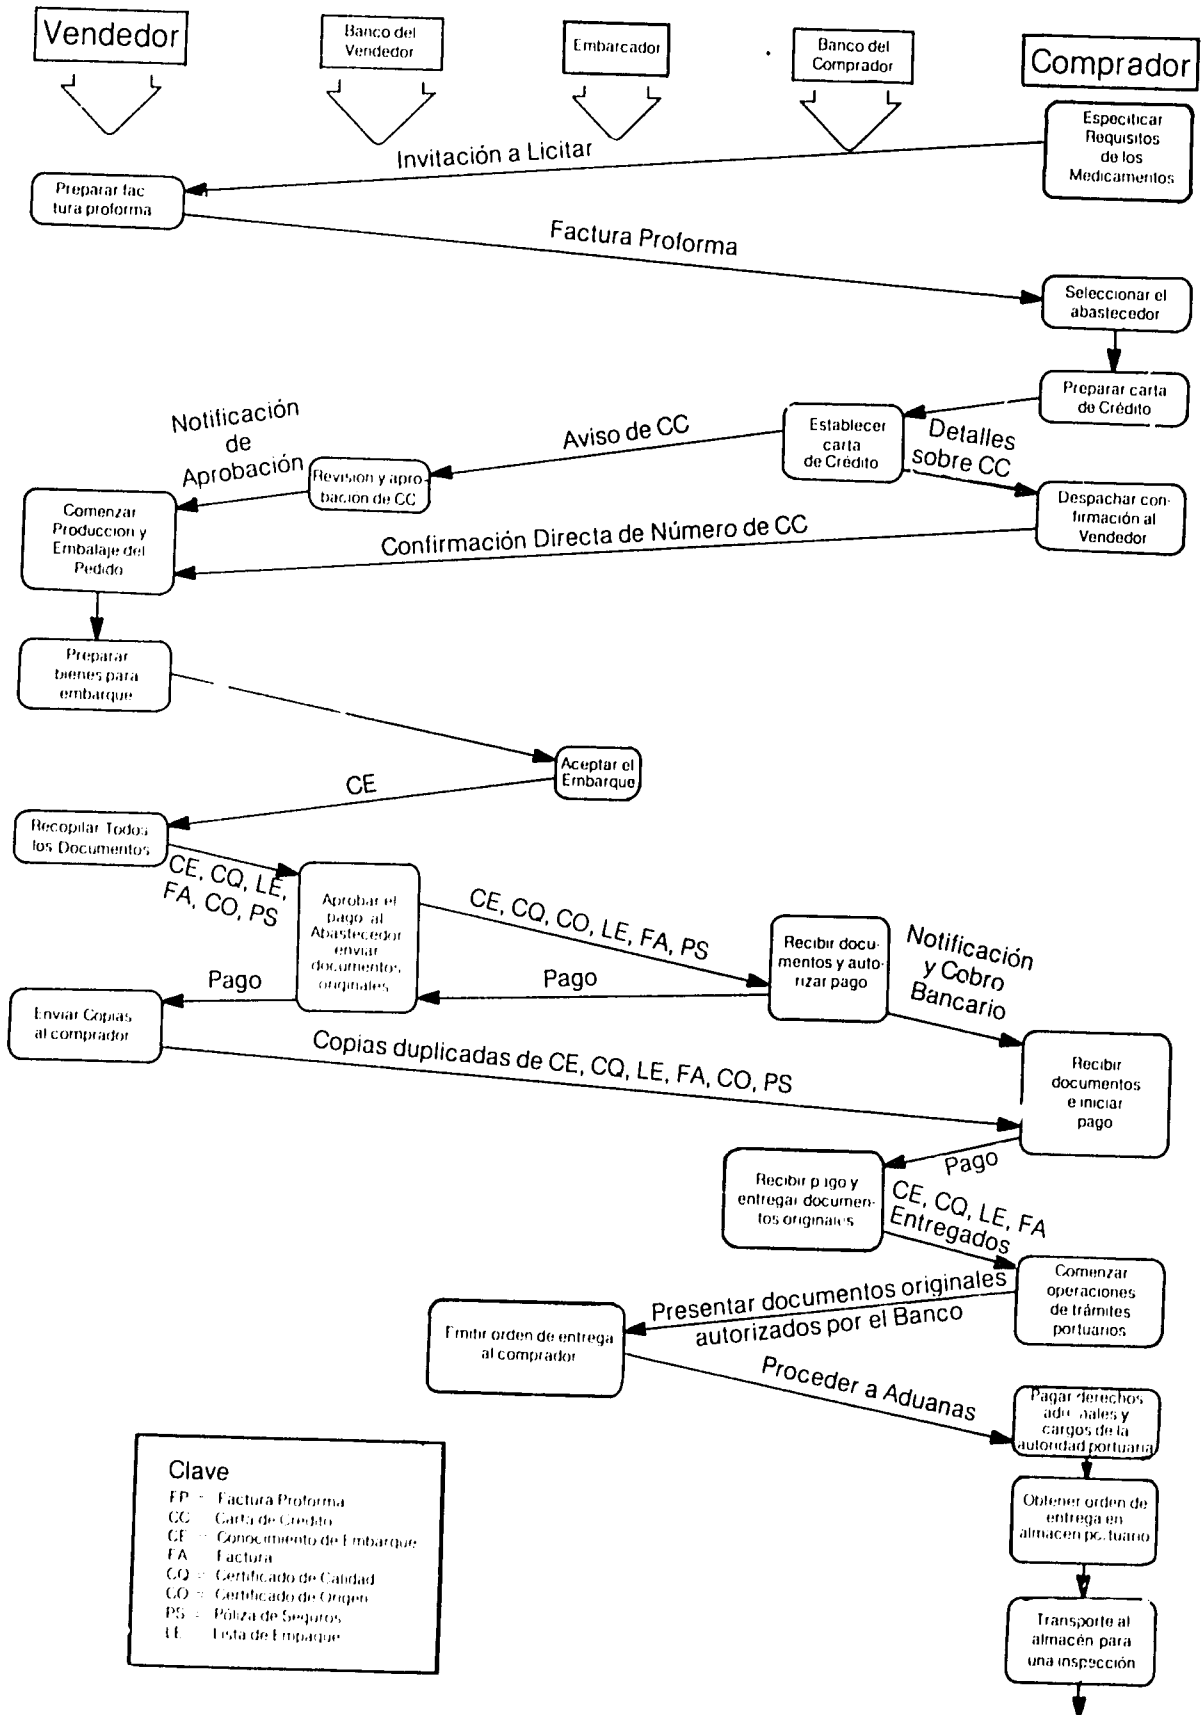 Vendedor
Banco del
Vendedor
Embarcador
Banco del
Comprador
Comprador
Especificar
Requisitos
de los
Medicamentos
Invitación a Licitar
Preparar fac
tura proforma
Factura Proforma
Seleccionar el
abastecedor
Preparar carta
de Crédito
Establecer
carta
de Crédito
Detalles
sobre CC
Aviso de CC
Notificación
de
Aprobación
Revisión y apro-
bación de CC
Comenzar
Producción y
Embalaje del
Pedido
Despachar con-
firmación al
Vendedor
Confirmación Directa de Número de CC
Preparar
bienes para
embarque
Aceptar el
Embarque
CE
Recopilar Todos
los Documentos
CE, CQ, LE,
FA, CO, PS
Aprobar el
pago al
Abastecedor
enviar
documentos
originales
CE, CQ, CO, LE, FA, PS
Recibir docu-
mentos y auto-
rizar pago
Notificación
y Cobro
Bancario
Pago
Pago
Enviar Copias
al comprador
Copias duplicadas de CE, CQ, LE, FA, CO, PS
Recibir
documentos
e iniciar
pago
Pago
Recibir pago y
entregar documen-
tos originales
CE, CQ, LE, FA
Entregados
Comenzar
operaciones
de trámites
portuarios
Presentar documentos originales
autorizados por el Banco
Emitir orden de entrega
al comprador
Proceder a Aduanas
Pagar derechos
aduanales y
cargos de la
autoridad portuaria
Obtener orden de
entrega en
almacén portuario
Transporte al
almacén para
una inspección
Clave
FP = Factura Proforma
CC Carta de Crédito
CE = Conocimiento de Embarque
FA Factura
CQ = Certificado de Calidad
CO = Certificado de Origen
PS = Póliza de Seguros
LE Lista de Empaque